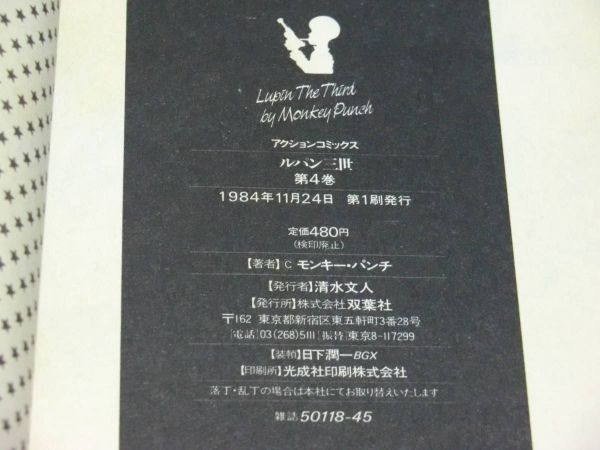 Lupin The Third
by Monkey Punch
アクションコミックス
ルパン三世
第4巻
1984年11月24日 第1刷発行
定価480円
(検印廃止)
【著者】 C モンキー・パンチ
【発行者】清水文人
【発行所】株式会社双葉社
〒162 東京都新宿区東五軒町3番28号
[電話]03(268)5111[振替]東京8-117299
【装幀】日下潤一BGX
【印刷所】光成社印刷株式会社
落丁・乱丁の場合は本社にてお取り替えいたします
雑誌 50118-45